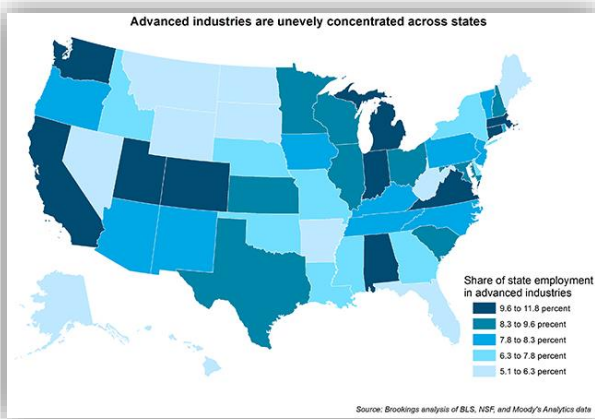 Advanced industries are unevely concentrated across states
Share of state employment
in advanced industries
9.6 to 11.8 percent
8.3 to 9.6 precent
7.8 to 8.3 percent
6.3 to 7.8 percent
5.1 to 6.3 percent
Source: Brookings analysis of BLS, NSF, and Moody's Analytics data